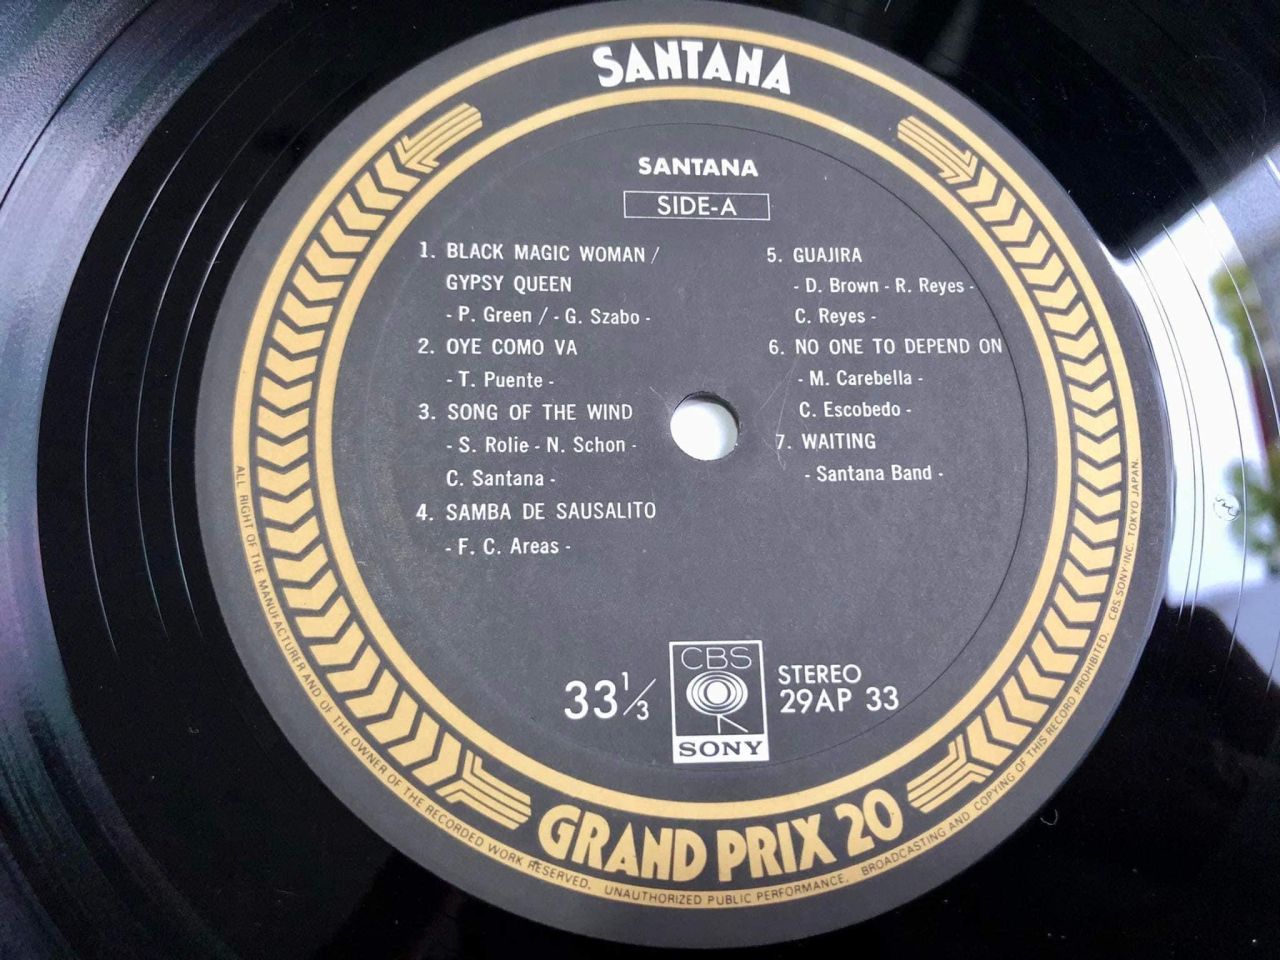 SANTANA
SANTANA
SIDE-A
1. BLACK MAGIC WOMAN /
GYPSY QUEEN
- P. Green / - G. Szabo -
2. OYE COMO VA
- T. Puente -
3. SONG OF THE WIND
- S. Rolie - N. Schon -
C. Santana -
4. SAMBA DE SAUSALITO
- F. C. Areas -
5. GUAJIRA
- D. Brown - R. Reyes -
C. Reyes -
6. NO ONE TO DEPEND ON
- M. Carebella -
C. Escobedo -
7. WAITING
- Santana Band -
33 1/3
CBS
SONY
STEREO
29AP 33
GRAND PRIX 20
ALL RIGHT OF THE MANUFACTURER AND OF THE OWNER OF THE RECORDED WORK RESERVED. UNAUTHORIZED PUBLIC PERFORMANCE. BROADCASTING AND COPYING OF THIS RECORD PROHIBITED. CBS. SONY·INC. TOKYO JAPAN.